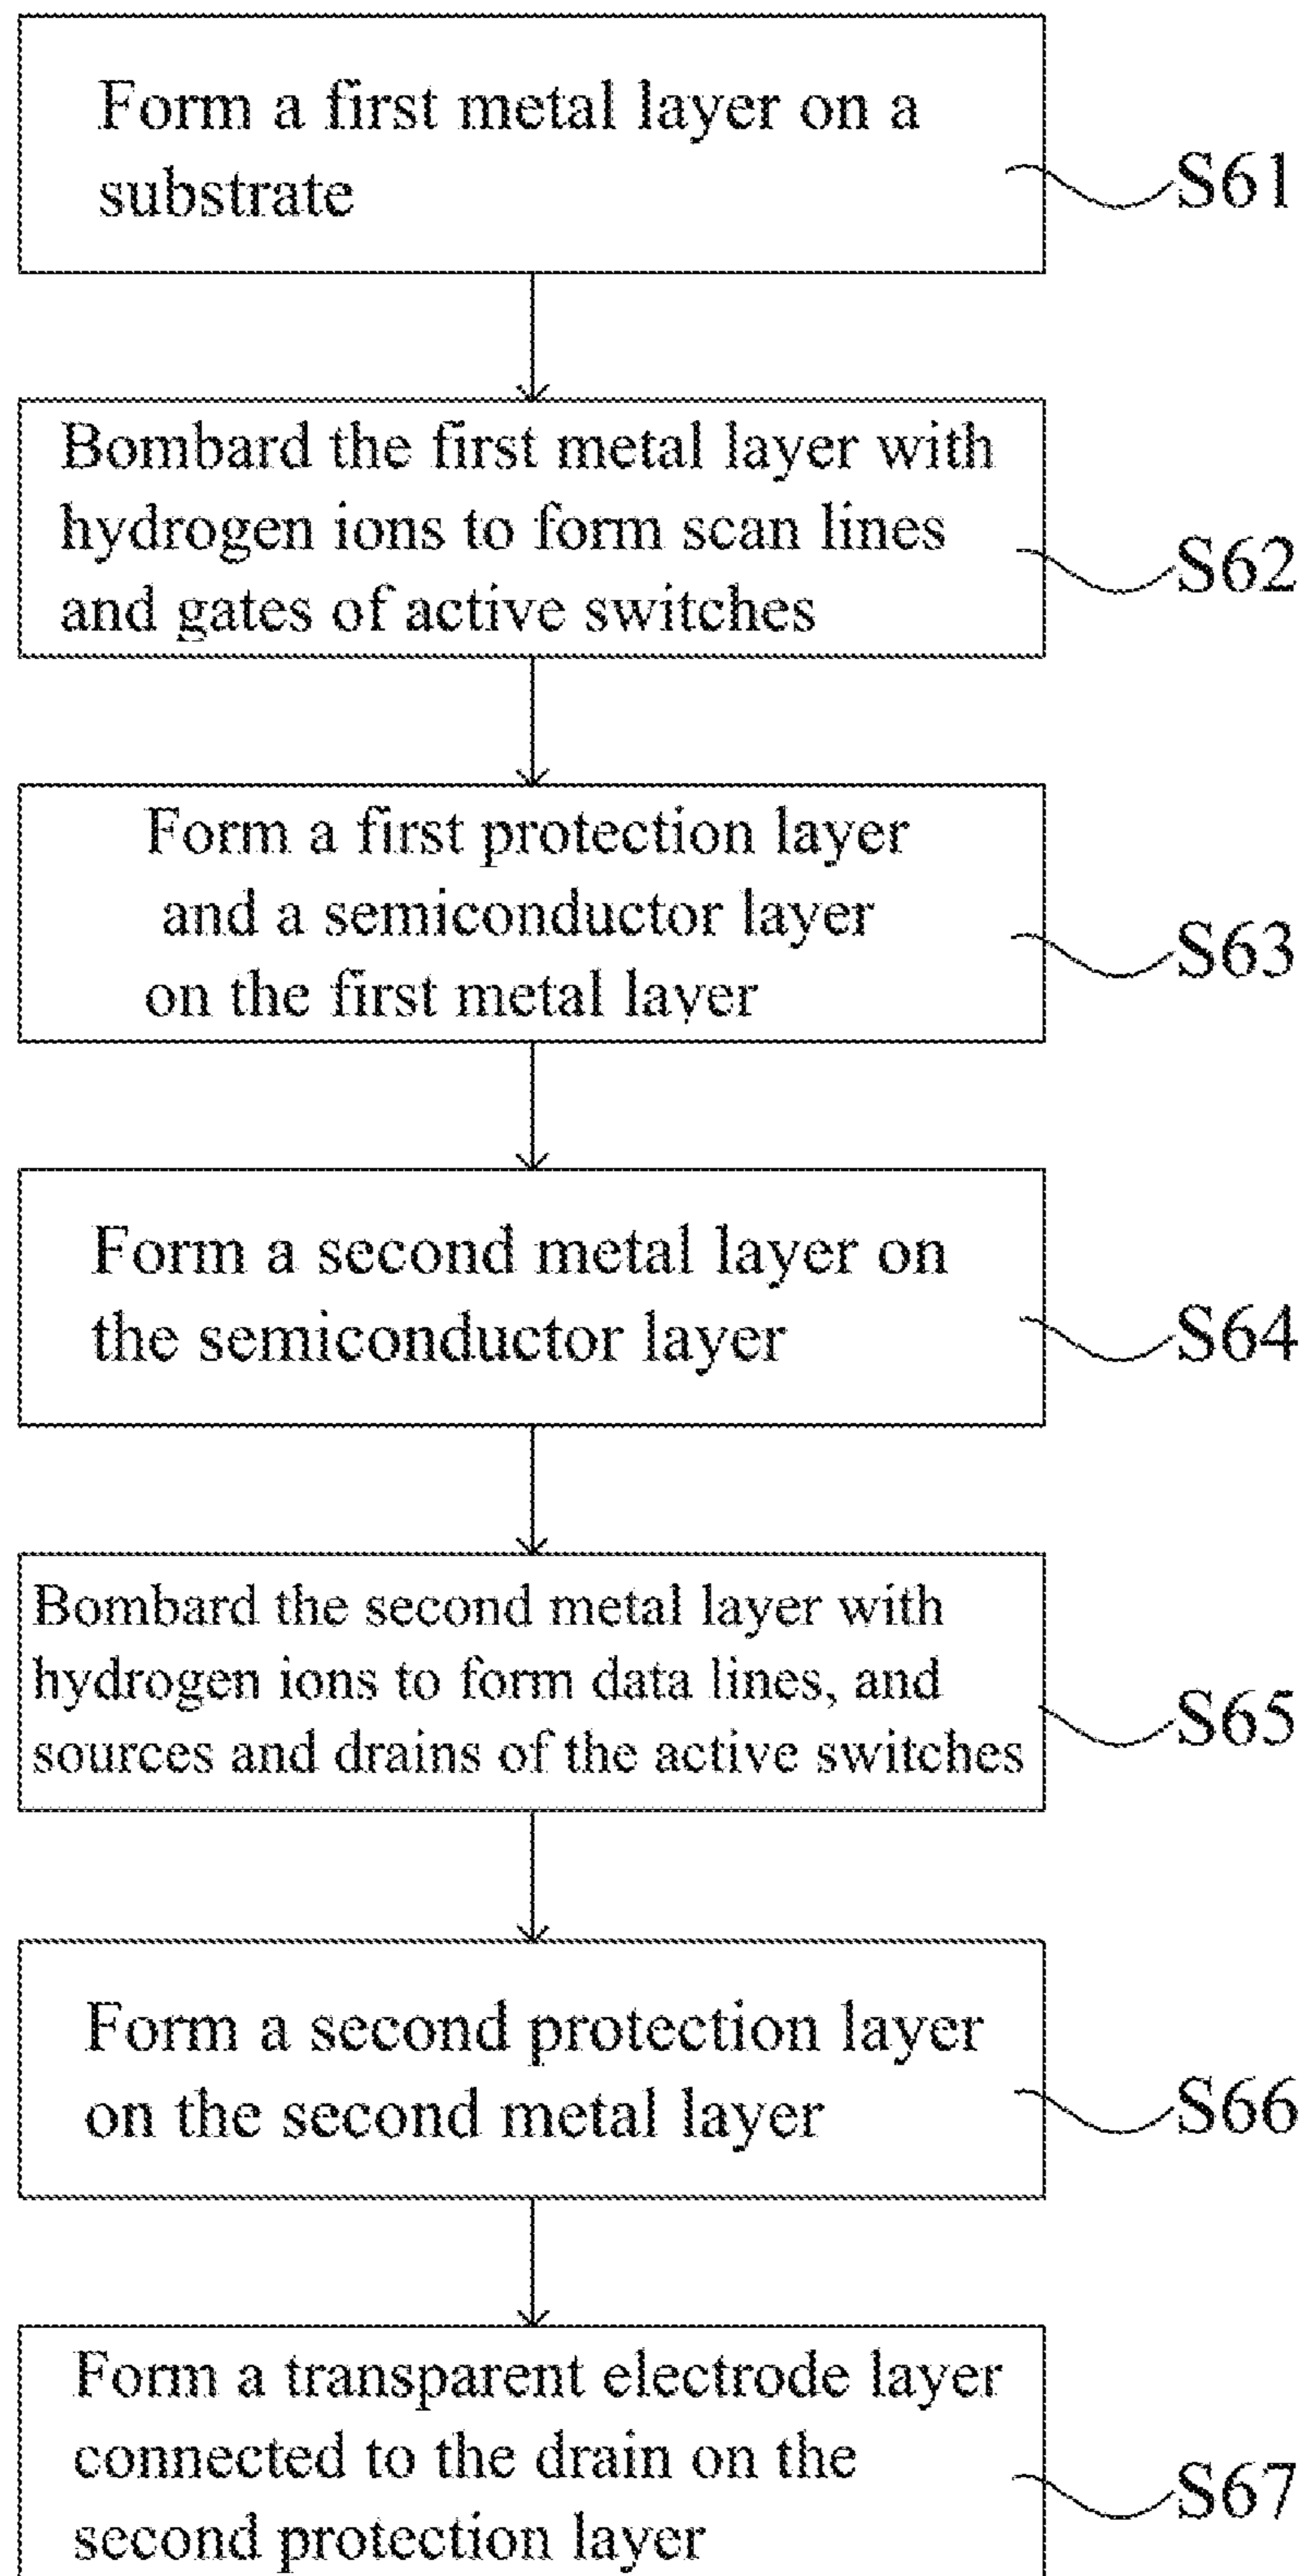 Form a first metal layer on a
substrate
S61
Bombard the first metal layer with
hydrogen ions to form scan lines
and gates of active switches
S62
Form a first protection layer
and a semiconductor layer
on the first metal layer
S63
Form a second metal layer on
the semiconductor layer
S64
Bombard the second metal layer with
hydrogen ions to form data lines, and
sources and drains of the active switches
S65
Form a second protection layer
on the second metal layer
S66
Form a transparent electrode layer
connected to the drain on the
second protection layer
S67